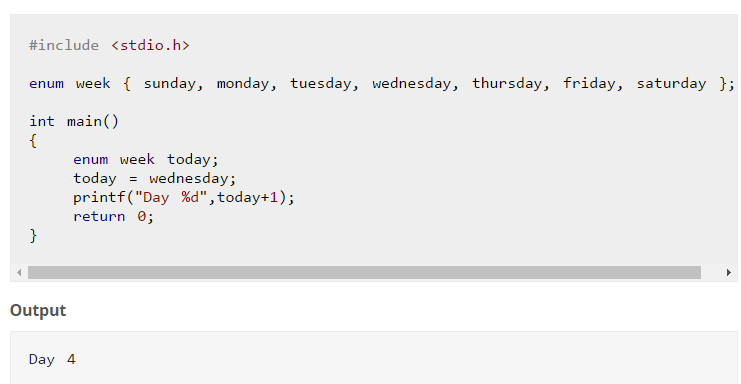 #include <stdio.h>
enum week { sunday, monday, tuesday, wednesday, thursday, friday, saturday };
int main()
{
enum week today;
today = wednesday;
printf("Day %d",today+1);
return 0;
}
Output
Day 4